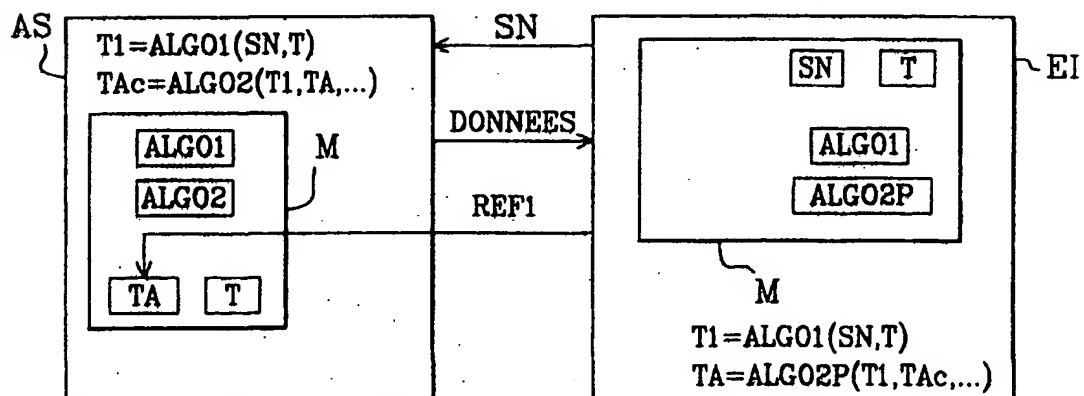 AS
T1=ALGO1(SN,T)
TAc=ALGO2(T1,TA,...)
ALGO1
ALGO2
M
TA
T
SN
DONNEES
REF1
SN
T
ALGO1
ALGO2P
EI
M
T1=ALGO1(SN,T)
TA=ALGO2P(T1,TAc,...)